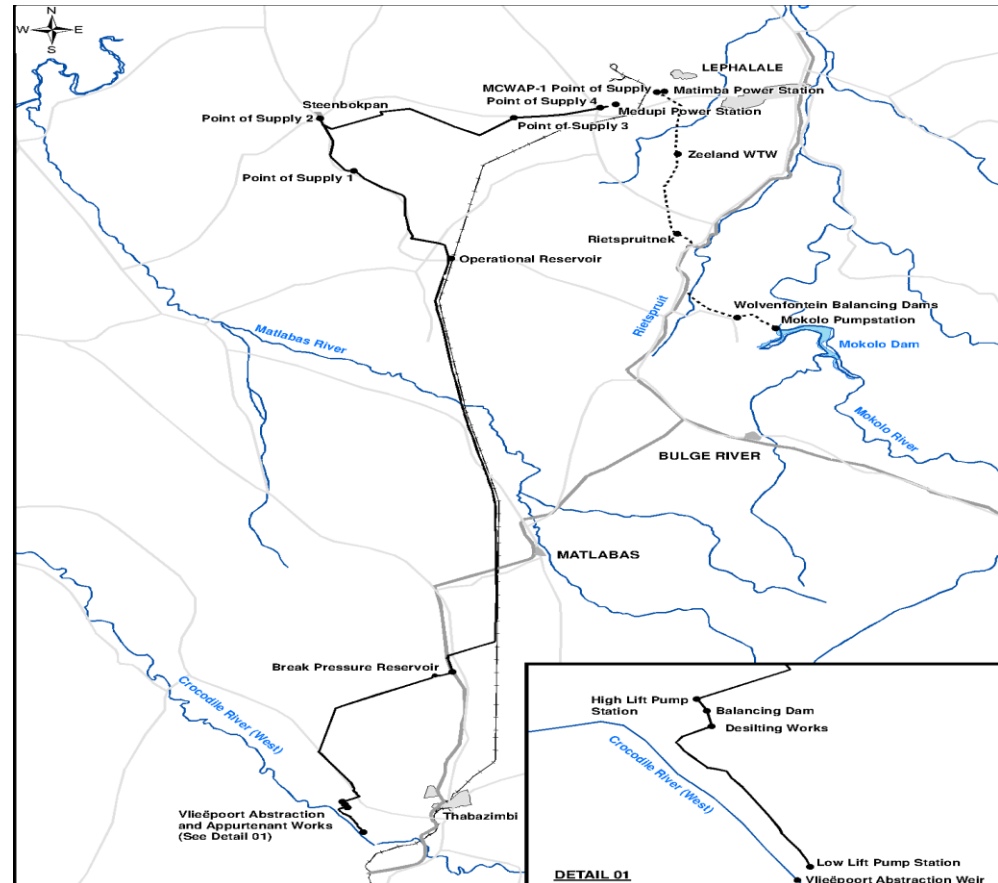 N
W
E
S
LEPHALALE
MCWAP-1 Point of Supply
Matimba Power Station
Steenbokpan
Point of Supply 4
Medupi Power Station
Point of Supply 2
Point of Supply 3
Zeeland WTW
Point of Supply 1
Rietspruitnek
Operational Reservoir
Rietspruit
Wolvenfontein Balancing Dams
Mokolo Pumpstation
Matlabas River
Mokolo Dam
Mokolo River
BULGE RIVER
MATLABAS
Break Pressure Reservoir
Crocodile River (West)
Vlieëpoort Abstraction
and Appurtenant Works
(See Detail 01)
Thabazimbi
High Lift Pump
Station
Balancing Dam
Desilting Works
Crocodile River (West)
Low Lift Pump Station
Vlieëpoort Abstraction Weir
DETAIL 01